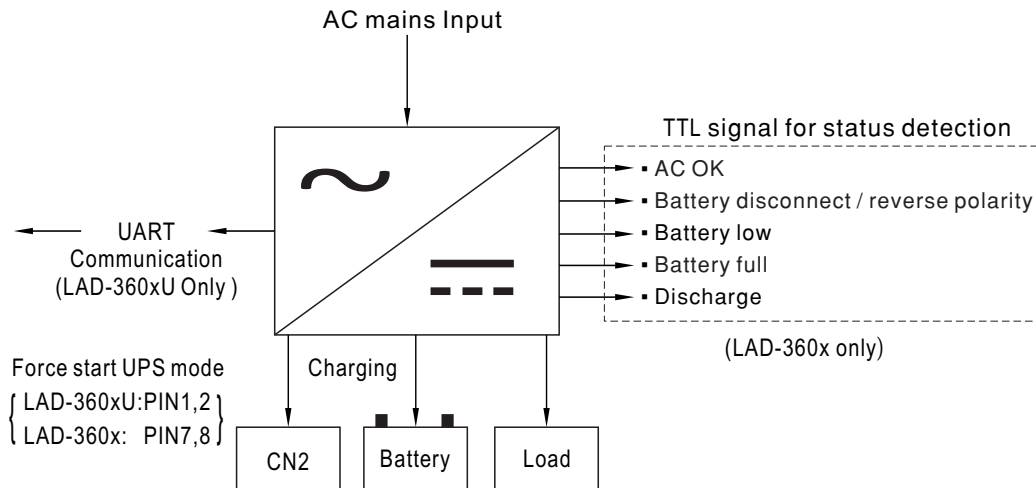 AC mains Input
TTL signal for status detection
▪ AC OK
▪ Battery disconnect / reverse polarity
▪ Battery low
▪ Battery full
▪ Discharge
(LAD-360x only)
UART
Communication
(LAD-360xU Only )
Force start UPS mode
{ LAD-360xU:PIN1,2 }
{ LAD-360x: PIN7,8 }
Charging
CN2
Battery
Load